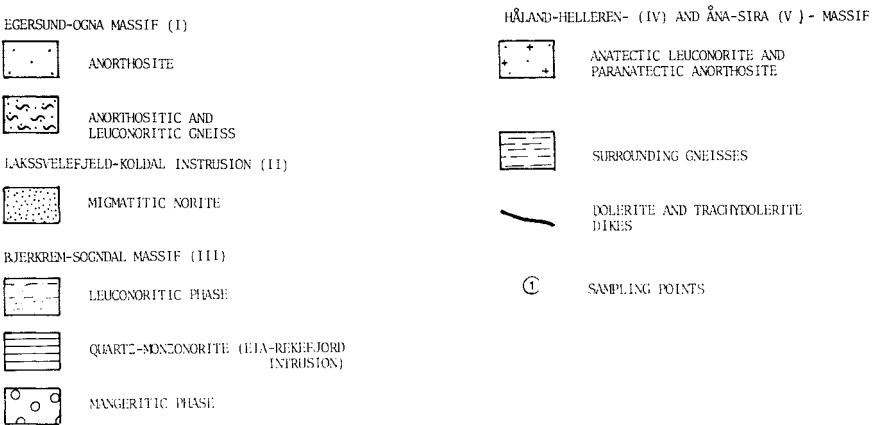 EGERSUND-OGNA MASSIF (I)
ANORTHOSITE
ANORTHOSITIC AND
LEUCONORITIC GNEISS
LAKSSVELEFJELD-KOLDAL INSTRUSION (II)
MIGMATITIC NORITE
BJERKREM-SOGNDAL MASSIF (III)
LEUCONORITIC PHASE
QUARTZ-MONZONORITE (EIA-REKEFJORD
INTRUSION)
MANGERITIC PHASE
HÅLAND-HELLEREN- (IV) AND ÅNA-SIRA (V ) - MASSIF
ANATECTIC LEUCONORITE AND
PARANATECTIC ANORTHOSITE
SURROUNDING GNEISSES
DOLERITE AND TRACHYDOLERITE
DIKES
1
SAMPLING POINTS